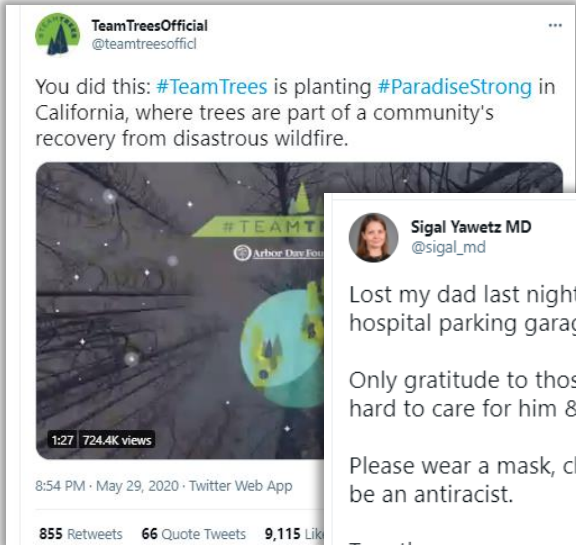 TeamTreesOfficial
@teamtreesofficl
You did this: #TeamTrees is planting #ParadiseStrong in
California, where trees are part of a community's
recovery from disastrous wildfire.
#TEAMT
Arbor Day Fou
1:27 724.4K views
8:54 PM · May 29, 2020 · Twitter Web App
855 Retweets 66 Quote Tweets 9,115 Lik
Sigal Yawetz MD
@sigal_md
Lost my dad last night
hospital parking garag
Only gratitude to thos
hard to care for him &
Please wear a mask, cl
be an antiracist.